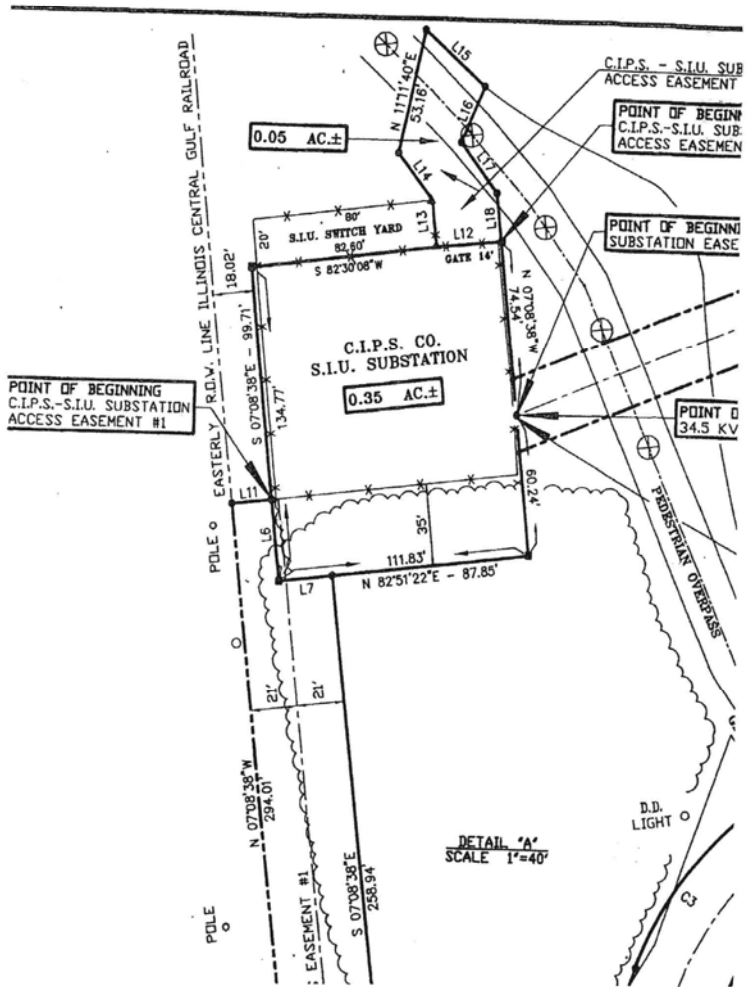 L15
C.I.P.S. - S.I.U. SUB
ACCESS EASEMENT
N 11°11'40"E
53.16'
L16
POINT OF BEGINN
C.I.P.S.-S.I.U. SUB
ACCESS EASEMEN
0.05 AC.±
L17
L14
EASTERLY R.O.W. LINE ILLINOIS CENTRAL GULF RAILROAD
80'
20'
S.I.U. SWITCH YARD
82.60'
L13
L12
L18
S 82°30'08"W
GATE 14'
POINT OF BEGINNI
SUBSTATION EASE
18.02'
N 07°08'38"W
74.54'
S 07°08'38"E - 99.71'
134.77'
C.I.P.S. CO.
S.I.U. SUBSTATION
0.35 AC.±
POINT OF BEGINNING
C.I.P.S.-S.I.U. SUBSTATION
ACCESS EASEMENT #1
POINT O
34.5 KV
L11
L6
POLE
60.24'
35'
PEDESTRIAN OVERPASS
111.83'
L7
N 82°51'22"E - 87.85'
21'
21'
N 07°08'38"W
294.01
S 07°08'38"E
258.94'
D.D.
LIGHT
DETAIL "A"
SCALE 1"=40'
C3
POLE
EASEMENT #1